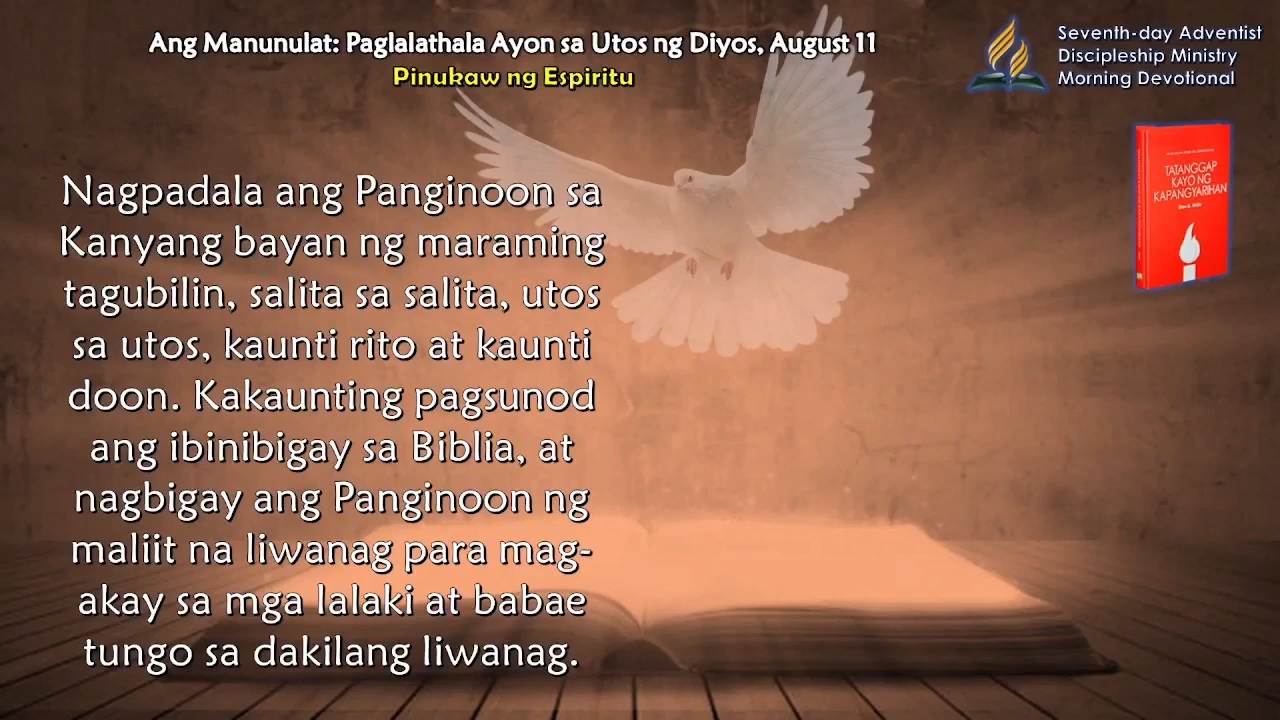 Ang Manunulat: Paglalathala Ayon sa Utos ng Diyos, August 11
Pinukaw ng Espiritu
Seventh-day Adventist
Discipleship Ministry
Morning Devotional
TATANGGAP
KAYO NG
KAPANGYARIHAN
Nagpadala ang Panginoon sa
Kanyang bayan ng maraming
tagubilin, salita sa salita, utos
sa utos, kaunti rito at kaunti
doon. Kakaunting pagsunod
ang ibinibigay sa Biblia, at
nagbigay ang Panginoon ng
maliit na liwanag para mag-
akay sa mga lalaki at babae
tungo sa dakilang liwanag.